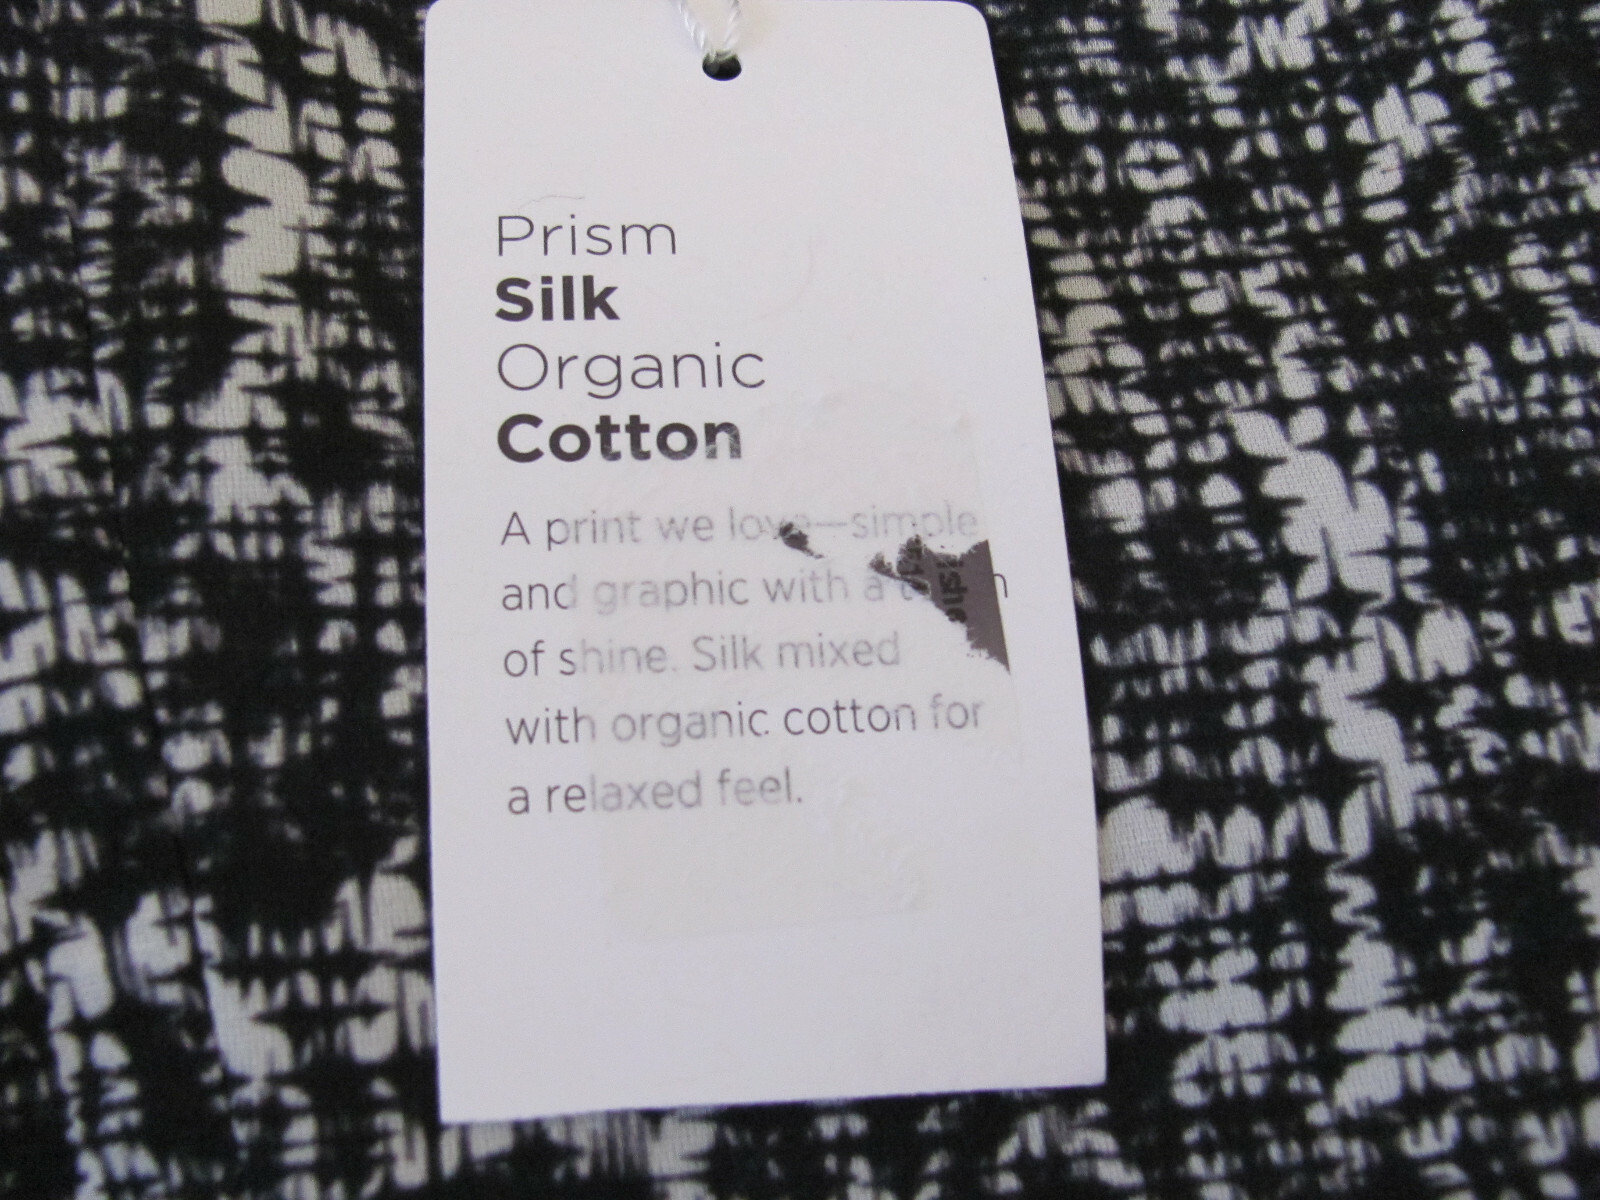 Prism
Silk
Organic
Cotton
A print we love—simple
and graphic with a
of shine. Silk mixed
with organic cotton for
a relaxed feel.